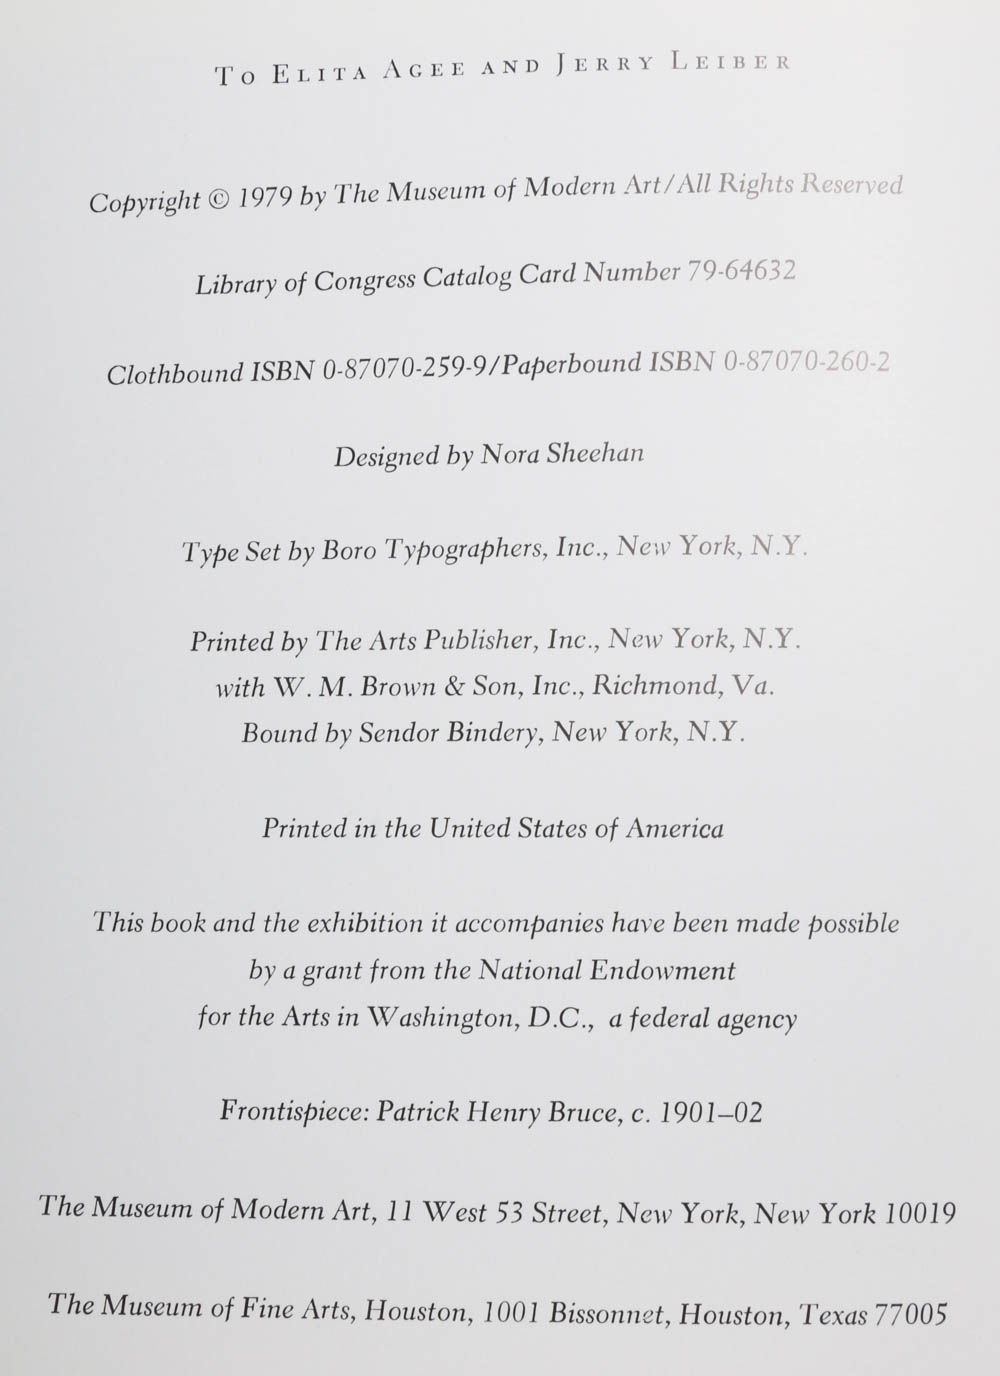 To Elita Agee and Jerry Leiber
Copyright © 1979 by The Museum of Modern Art/All Rights Reserved
Library of Congress Catalog Card Number 79-64632
Clothbound ISBN 0-87070-259-9/Paperbound ISBN 0-87070-260-2
Designed by Nora Sheehan
Type Set by Boro Typographers, Inc., New York, N.Y.
Printed by The Arts Publisher, Inc., New York, N.Y.
with W. M. Brown & Son, Inc., Richmond, Va.
Bound by Sendor Bindery, New York, N.Y.
Printed in the United States of America
This book and the exhibition it accompanies have been made possible
by a grant from the National Endowment
for the Arts in Washington, D.C., a federal agency
Frontispiece: Patrick Henry Bruce, c. 1901–02
The Museum of Modern Art, 11 West 53 Street, New York, New York 10019
The Museum of Fine Arts, Houston, 1001 Bissonnet, Houston, Texas 77005